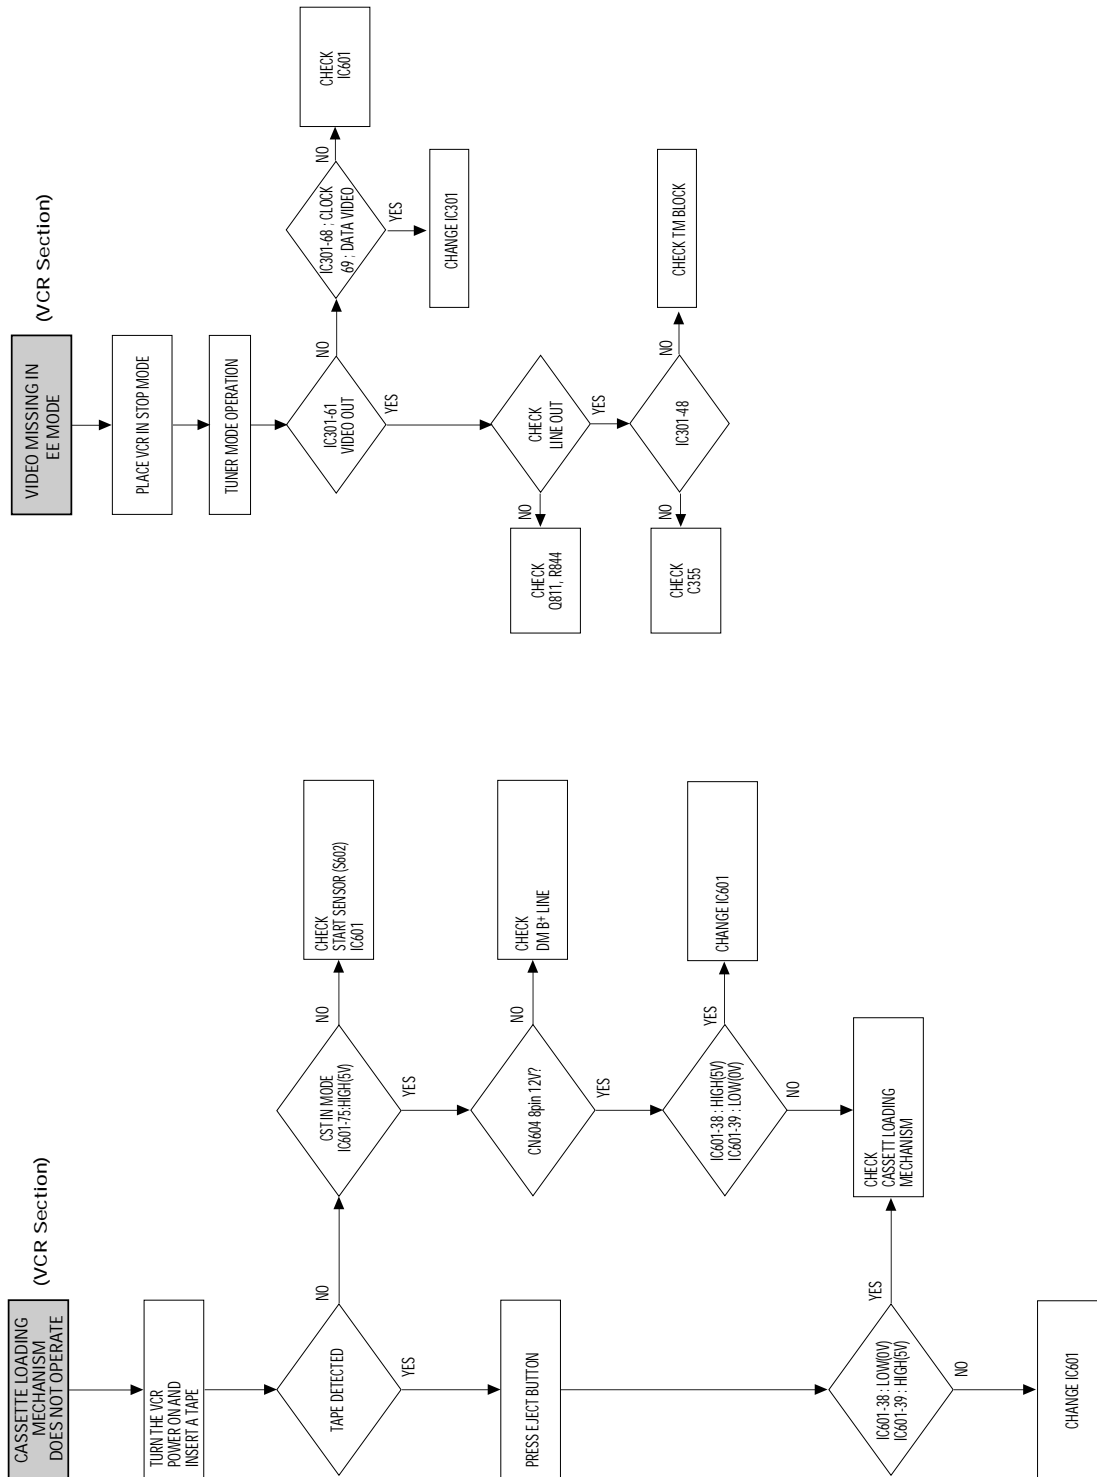 VIDEO MISSING IN
EE MODE
(VCR Section)
PLACE VCR IN STOP MODE
TUNER MODE OPERATION
IC301-61
VIDEO OUT
NO
YES
IC301-68 ; CLOCK
69 ; DATA VIDEO
NO
YES
CHECK
IC601
CHANGE IC301
CHECK
LINE OUT
NO
YES
CHECK
Q811, R844
IC301-48
NO
NO
CHECK TM BLOCK
CHECK
C355
CASSETTE LOADING
MECHANISM
DOES NOT OPERATE
(VCR Section)
TURN THE VCR
POWER ON AND
INSERT A TAPE
TAPE DETECTED
NO
YES
CST IN MODE
IC601-75:HIGH(5V)
NO
YES
CHECK
START SENSOR (S602)
IC601
CN604 8pin 12V?
NO
YES
CHECK
DM B+ LINE
IC601-38 : HIGH(5V)
IC601-39 : LOW(0V)
YES
NO
CHANGE IC601
PRESS EJECT BUTTON
IC601-38 : LOW(0V)
IC601-39 : HIGH(5V)
YES
NO
CHECK
CASSETT LOADING
MECHANISM
CHANGE IC601